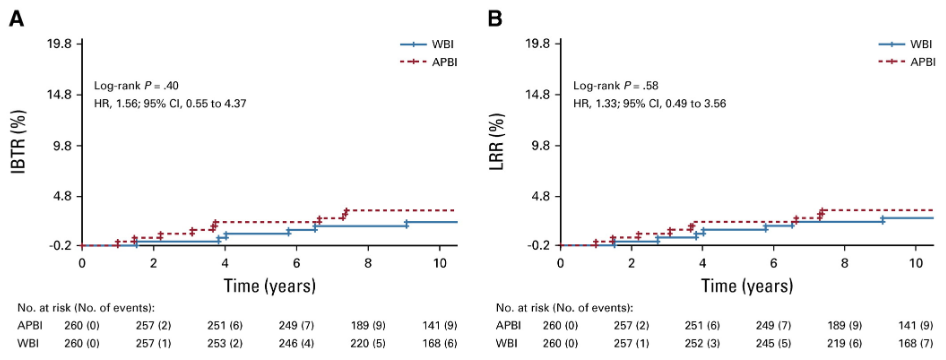 A
IBTR (%)
19.8
14.8
9.8
4.8
-0.2
WBI
APBI
Log-rank P = .40
HR, 1.56; 95% CI, 0.55 to 4.37
0 2 4 6 8 10
Time (years)
No. at risk (No. of events):
APBI 260 (0) 257 (2) 251 (6) 249 (7) 189 (9) 141 (9)
WBI 260 (0) 257 (1) 253 (2) 246 (4) 220 (5) 168 (6)
B
LRR (%)
19.8
14.8
9.8
4.8
-0.2
WBI
APBI
Log-rank P = .58
HR, 1.33; 95% CI, 0.49 to 3.56
0 2 4 6 8 10
Time (years)
No. at risk (No. of events):
APBI 260 (0) 257 (2) 251 (6) 249 (7) 189 (9) 141 (9)
WBI 260 (0) 257 (1) 252 (3) 245 (5) 219 (6) 168 (7)